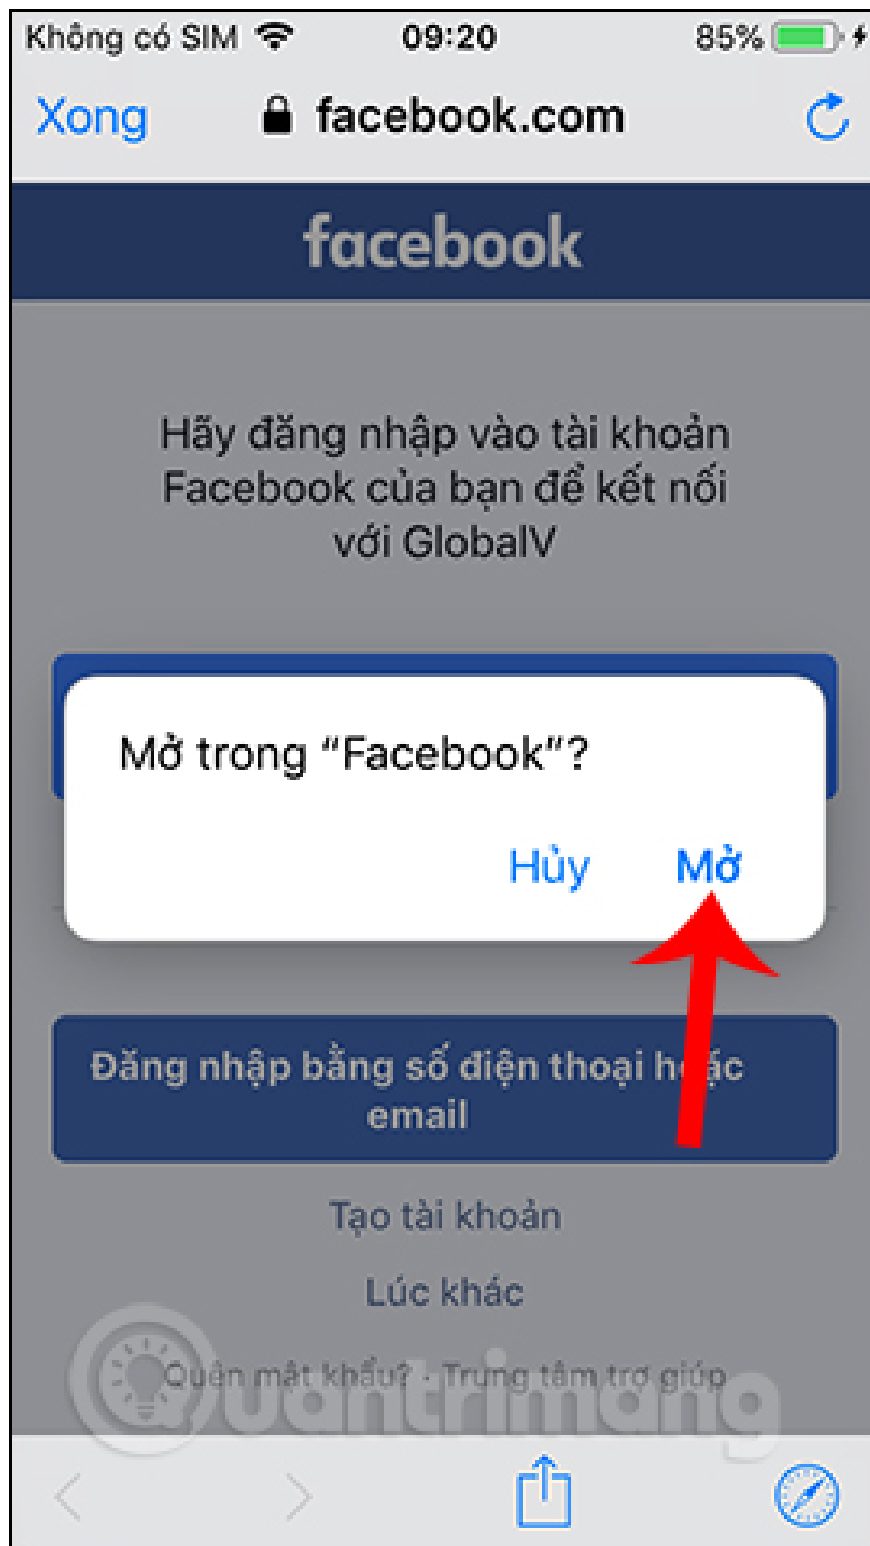 Không có SIM 09:20 85%
Xong facebook.com
facebook
Hãy đăng nhập vào tài khoản
Facebook của bạn để kết nối
với GlobalV
Mở trong “Facebook”?
Hủy Mở
Đăng nhập bằng số điện thoại hoặc
email
Tạo tài khoản
Lúc khác
Quên mật khẩu? · Trung tâm trợ giúp
Quantrimang